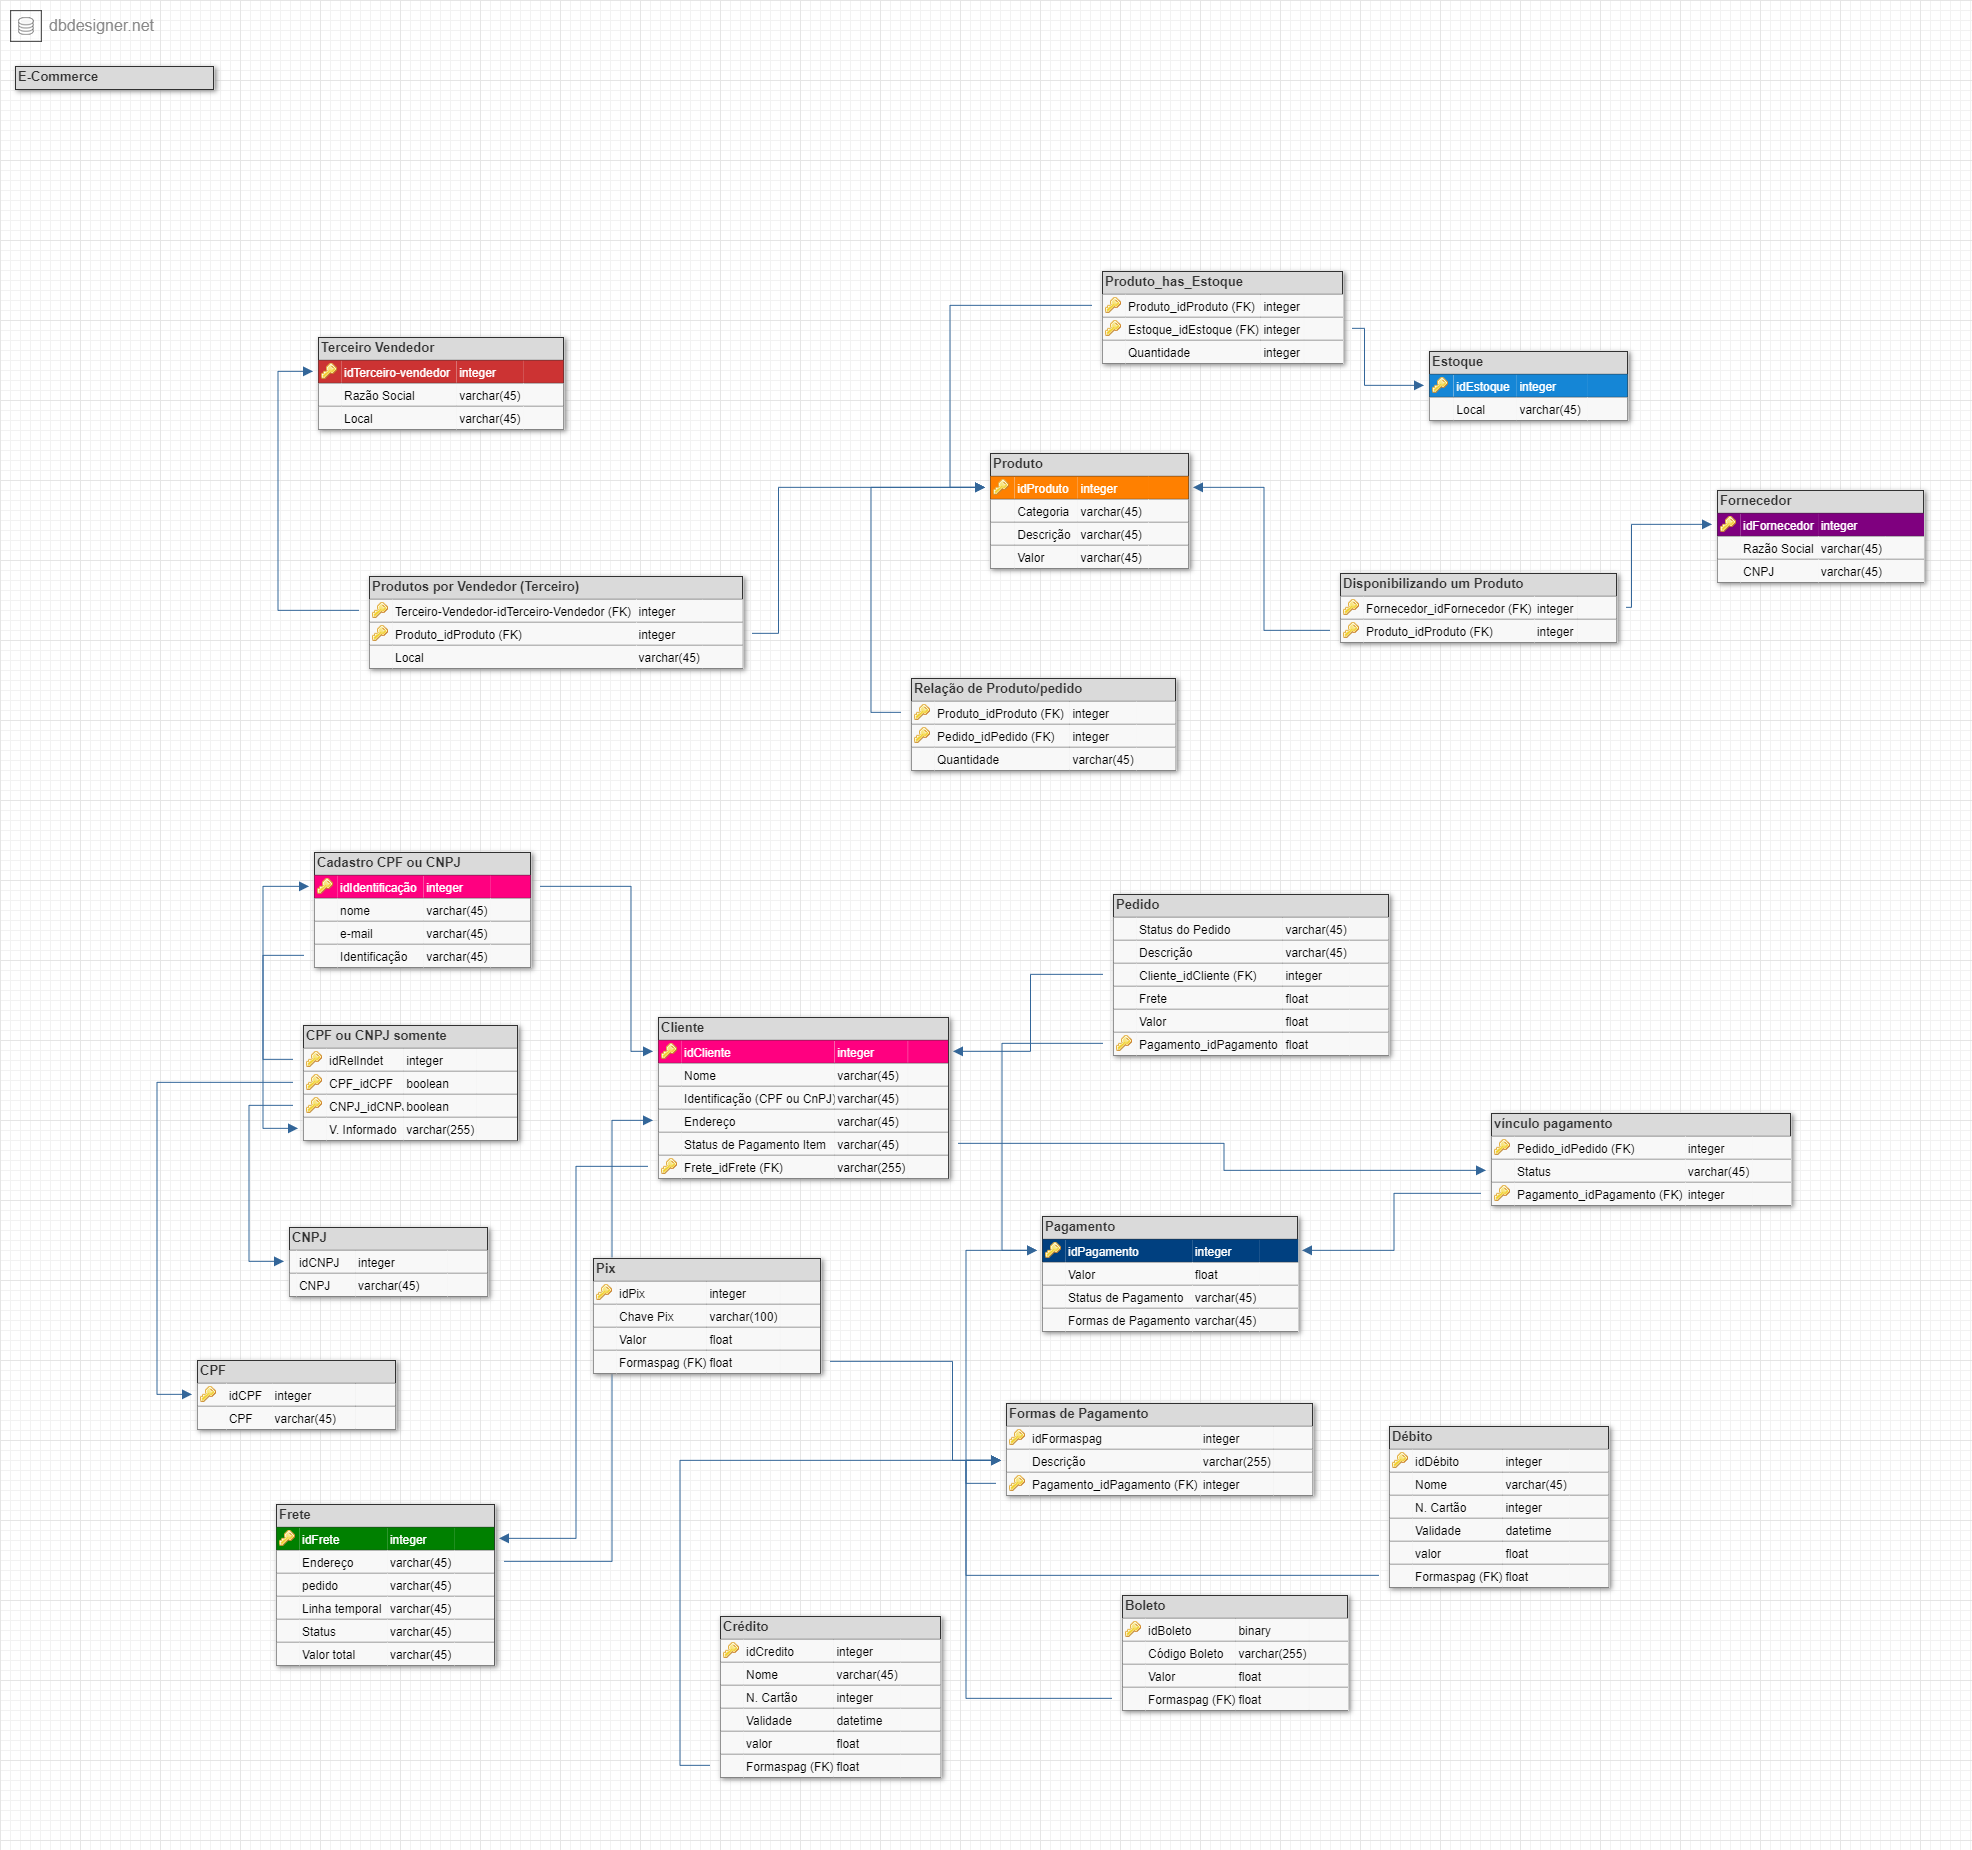 dbdesigner.net
E-Commerce
Produto_has_Estoque
Produto_idProduto (FK) integer
Estoque_idEstoque (FK) integer
Quantidade integer
Terceiro Vendedor
idTerceiro-vendedor integer
Razão Social varchar(45)
Local varchar(45)
Estoque
idEstoque integer
Local varchar(45)
Produto
idProduto integer
Categoria varchar(45)
Descrição varchar(45)
Valor varchar(45)
Fornecedor
idFornecedor integer
Razão Social varchar(45)
CNPJ varchar(45)
Produtos por Vendedor (Terceiro)
Terceiro-Vendedor-idTerceiro-Vendedor (FK) integer
Produto_idProduto (FK) integer
Local varchar(45)
Disponibilizando um Produto
Fornecedor_idFornecedor (FK) integer
Produto_idProduto (FK) integer
Relação de Produto/pedido
Produto_idProduto (FK) integer
Pedido_idPedido (FK) integer
Quantidade varchar(45)
Cadastro CPF ou CNPJ
idIdentificação integer
nome varchar(45)
e-mail varchar(45)
Identificação varchar(45)
Pedido
Status do Pedido varchar(45)
Descrição varchar(45)
Cliente_idCliente (FK) integer
Frete float
Valor float
Pagamento_idPagamento float
CPF ou CNPJ somente
idRelIndet integer
CPF_idCPF boolean
CNPJ_idCNPJ boolean
V. Informado varchar(255)
Cliente
idCliente integer
Nome varchar(45)
Identificação (CPF ou CnPJ) varchar(45)
Endereço varchar(45)
Status de Pagamento Item varchar(45)
Frete_idFrete (FK) varchar(255)
vínculo pagamento
Pedido_idPedido (FK) integer
Status varchar(45)
Pagamento_idPagamento (FK) integer
CNPJ
idCNPJ integer
CNPJ varchar(45)
Pagamento
idPagamento integer
Valor float
Status de Pagamento varchar(45)
Formas de Pagamento varchar(45)
Pix
idPix integer
Chave Pix varchar(100)
Valor float
Formaspag (FK) float
CPF
idCPF integer
CPF varchar(45)
Formas de Pagamento
idFormaspag integer
Descrição varchar(255)
Pagamento_idPagamento (FK) integer
Débito
idDébito integer
Nome varchar(45)
N. Cartão integer
Validade datetime
valor float
Formaspag (FK) float
Frete
idFrete integer
Endereço varchar(45)
pedido varchar(45)
Linha temporal varchar(45)
Status varchar(45)
Valor total varchar(45)
Boleto
idBoleto binary
Código Boleto varchar(255)
Valor float
Formaspag (FK) float
Crédito
idCredito integer
Nome varchar(45)
N. Cartão integer
Validade datetime
valor float
Formaspag (FK) float